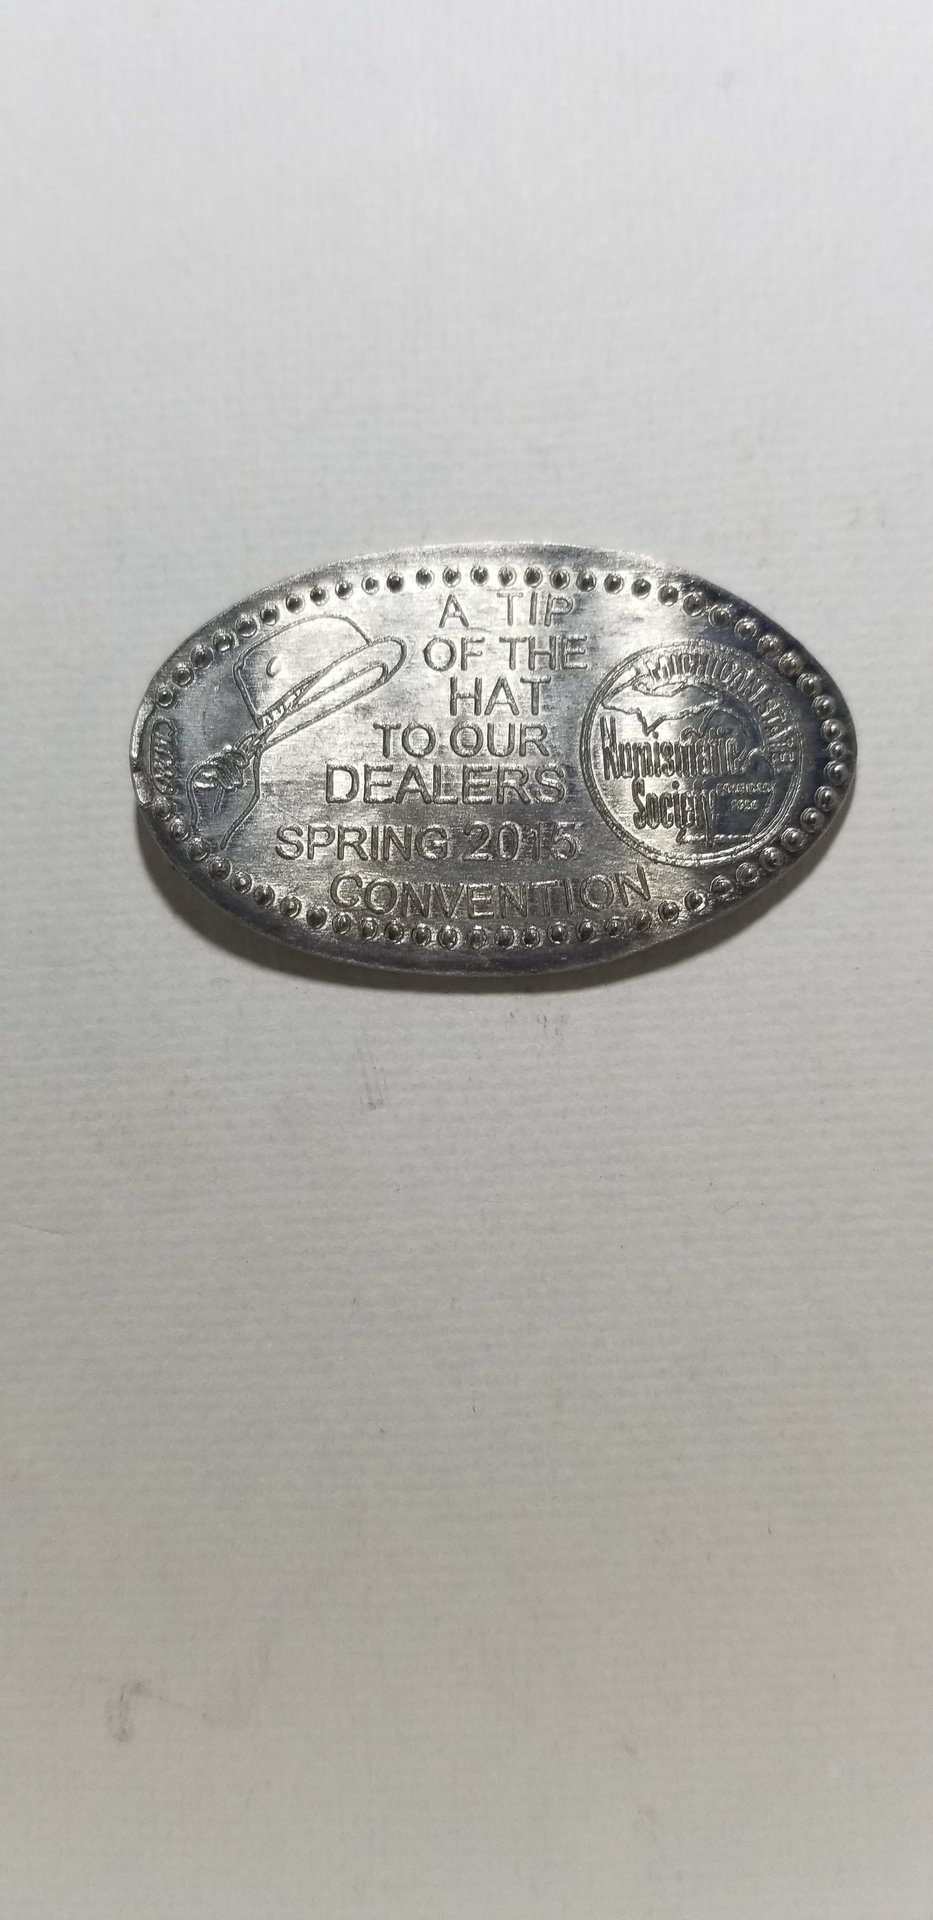 A TIP
OF THE
HAT
TO OUR
DEALERS
SPRING 2015
CONVENTION
MICHIGAN STATE
Numismatic
Society